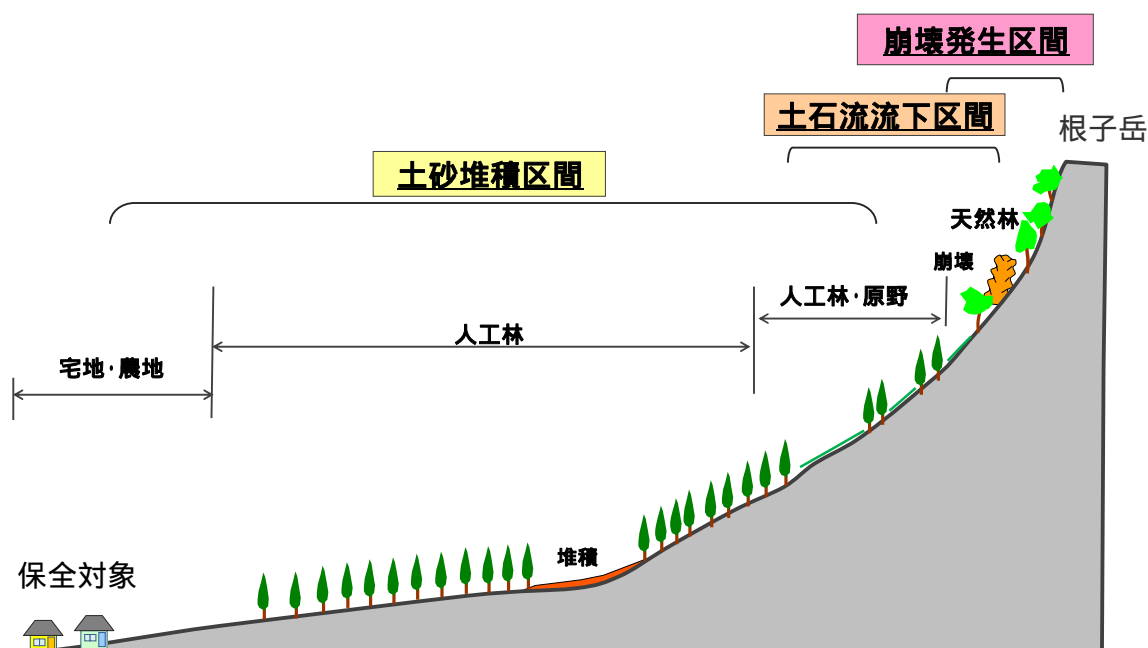 崩壊発生区間
土石流流下区間
根子岳
土砂堆積区間
天然林
崩壊
人工林・原野
人工林
宅地・農地
堆積
保全対象